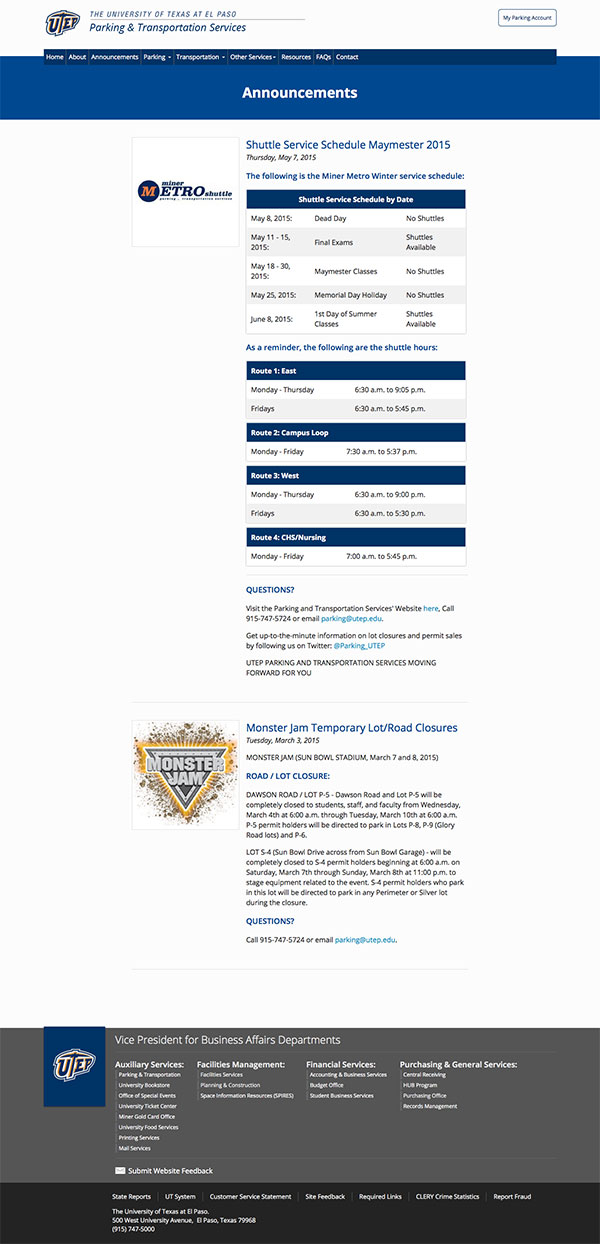 UTEP
THE UNIVERSITY OF TEXAS AT EL PASO
Parking & Transportation Services
My Parking Account
Home About Announcements Parking Transportation Other Services Resources FAQs Contact
Announcements
miner
METRO shuttle
parking and transportation services
Shuttle Service Schedule Maymester 2015
Thursday, May 7, 2015
The following is the Miner Metro Winter service schedule:
Shuttle Service Schedule by Date
May 8, 2015: Dead Day No Shuttles
May 11 - 15, 2015: Final Exams Shuttles Available
May 18 - 30, 2015: Maymester Classes No Shuttles
May 25, 2015: Memorial Day Holiday No Shuttles
June 8, 2015: 1st Day of Summer Classes Shuttles Available
As a reminder, the following are the shuttle hours:
Route 1: East
Monday - Thursday 6:30 a.m. to 9:05 p.m.
Fridays 6:30 a.m. to 5:45 p.m.
Route 2: Campus Loop
Monday - Friday 7:30 a.m. to 5:37 p.m.
Route 3: West
Monday - Thursday 6:30 a.m. to 9:00 p.m.
Fridays 6:30 a.m. to 5:30 p.m.
Route 4: CHS/Nursing
Monday - Friday 7:00 a.m. to 5:45 p.m.
QUESTIONS?
Visit the Parking and Transportation Services' Website here, Call
915-747-5724 or email parking@utep.edu.
Get up-to-the-minute information on lot closures and permit sales
by following us on Twitter: @Parking_UTEP
UTEP PARKING AND TRANSPORTATION SERVICES MOVING
FORWARD FOR YOU
MONSTER
JAM
Monster Jam Temporary Lot/Road Closures
Tuesday, March 3, 2015
MONSTER JAM (SUN BOWL STADIUM, March 7 and 8, 2015)
ROAD / LOT CLOSURE:
DAWSON ROAD / LOT P-5 - Dawson Road and Lot P-5 will be
completely closed to students, staff, and faculty from Wednesday,
March 4th at 6:00 a.m. through Tuesday, March 10th at 6:00 a.m.
P-5 permit holders will be directed to park in Lots P-8, P-9 (Glory
Road lots) and P-6.
LOT S-4 (Sun Bowl Drive across from Sun Bowl Garage) - will be
completely closed to S-4 permit holders beginning at 6:00 a.m. on
Saturday, March 7th through Sunday, March 8th at 11:00 p.m. to
stage equipment related to the event. S-4 permit holders who park
in this lot will be directed to park in any Perimeter or Silver lot
during the closure.
QUESTIONS?
Call 915-747-5724 or email parking@utep.edu.
UTEP
Vice President for Business Affairs Departments
Auxiliary Services:
Parking & Transportation
University Bookstore
Office of Special Events
University Ticket Center
Miner Gold Card Office
University Food Services
Printing Services
Mail Services
Facilities Management:
Facilities Services
Planning & Construction
Space Information Resources (SPIRES)
Financial Services:
Accounting & Business Services
Budget Office
Student Business Services
Purchasing & General Services:
Central Receiving
HUB Program
Purchasing Office
Records Management
Submit Website Feedback
State Reports UT System Customer Service Statement Site Feedback Required Links CLERY Crime Statistics Report Fraud
The University of Texas at El Paso.
500 West University Avenue, El Paso, Texas 79968
(915) 747-5000